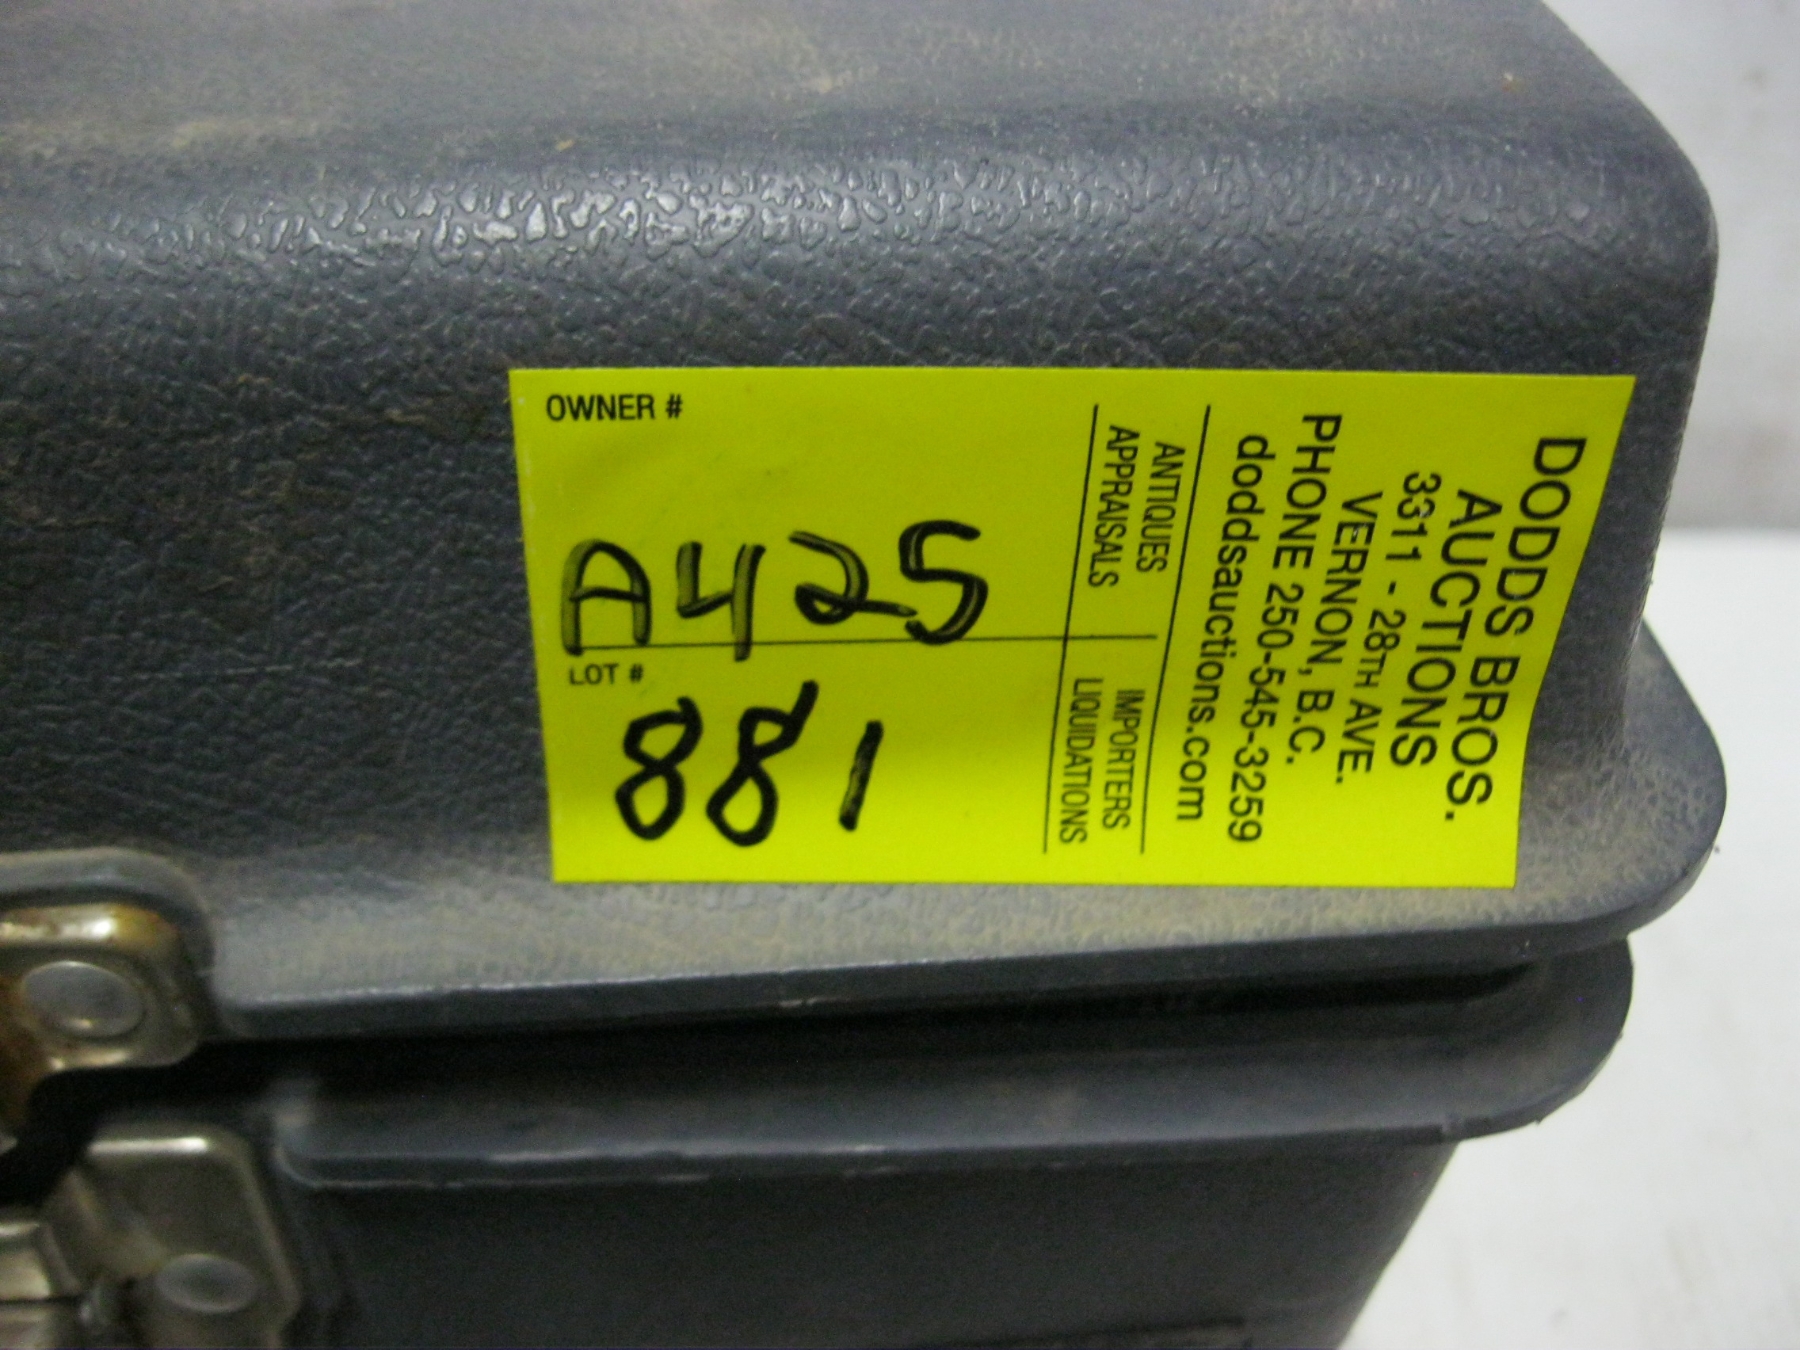 OWNER #
A425
LOT #
881
DODDS BROS.
AUCTIONS
3311 - 28TH AVE.
VERNON, B.C.
PHONE 250-545-3259
doddsauctions.com
ANTIQUES
APPRAISALS
IMPORTERS
LIQUIDATIONS